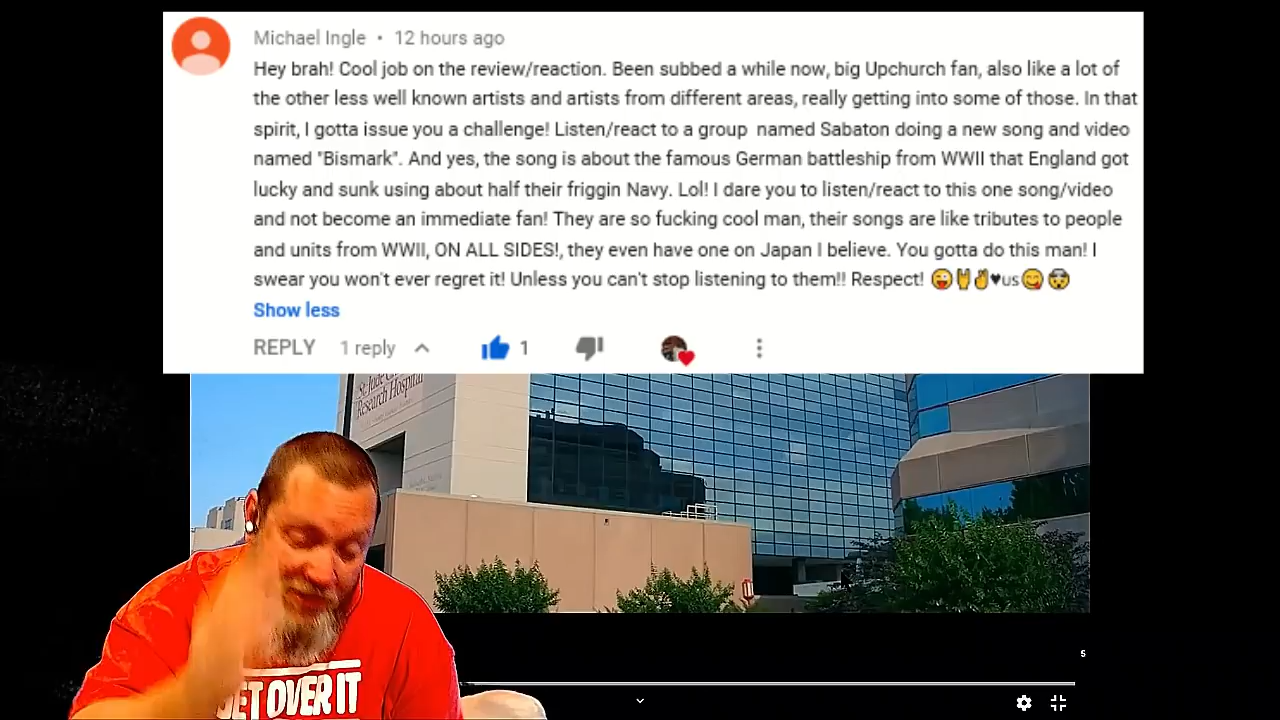 Michael Ingle • 12 hours ago
Hey brah! Cool job on the review/reaction. Been subbed a while now, big Upchurch fan, also like a lot of
the other less well known artists and artists from different areas, really getting into some of those. In that
spirit, I gotta issue you a challenge! Listen/react to a group named Sabaton doing a new song and video
named "Bismark". And yes, the song is about the famous German battleship from WWII that England got
lucky and sunk using about half their friggin Navy. Lol! I dare you to listen/react to this one song/video
and not become an immediate fan! They are so fucking cool man, their songs are like tributes to people
and units from WWII, ON ALL SIDES!, they even have one on Japan I believe. You gotta do this man! I
swear you won't ever regret it! Unless you can't stop listening to them!! Respect! 😜🤘✌♥us😋😲
Show less
REPLY 1 reply 1
Research Hospital
OVER IT
5